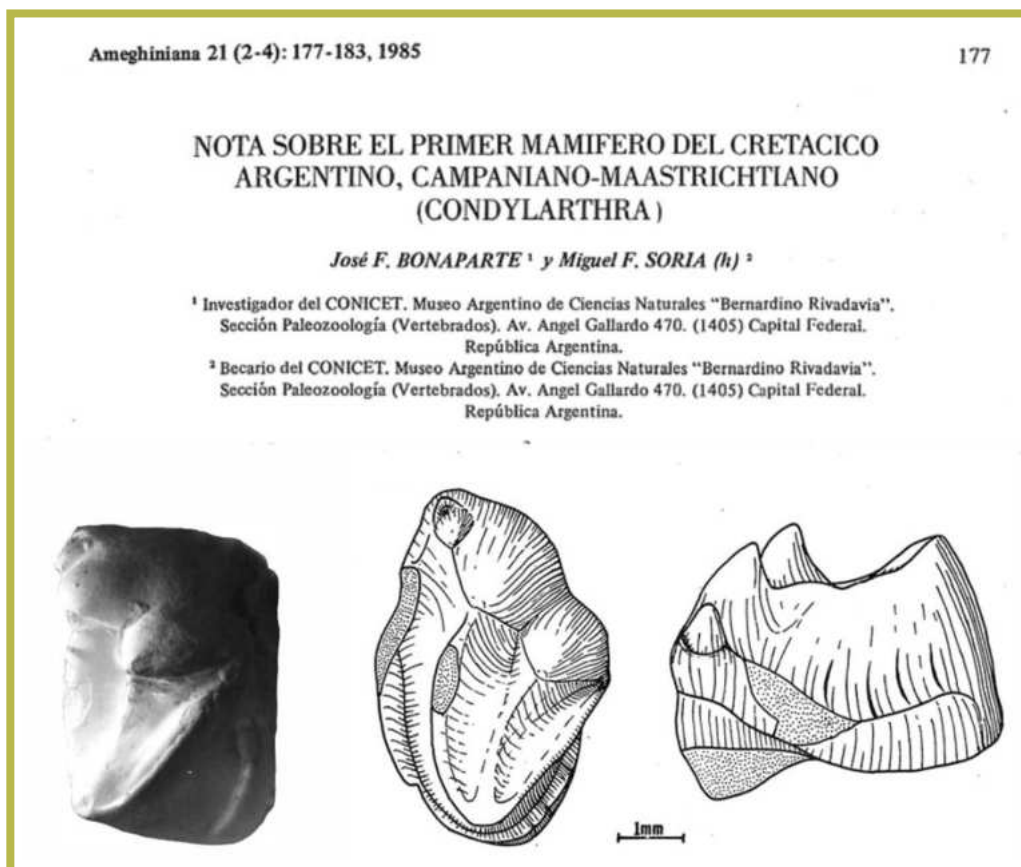 Ameghiniana 21 (2-4): 177-183, 1985
177
NOTA SOBRE EL PRIMER MAMIFERO DEL CRETACICO
ARGENTINO, CAMPANIANO-MAASTRICHTIANO
(CONDYLARTHRA)
José F. BONAPARTE ¹ y Miguel F. SORIA (h) ²
¹ Investigador del CONICET. Museo Argentino de Ciencias Naturales "Bernardino Rivadavia".
Sección Paleozoología (Vertebrados). Av. Angel Gallardo 470. (1405) Capital Federal.
República Argentina.
² Becario del CONICET. Museo Argentino de Ciencias Naturales "Bernardino Rivadavia".
Sección Paleozoología (Vertebrados). Av. Angel Gallardo 470. (1405) Capital Federal.
República Argentina.
1mm